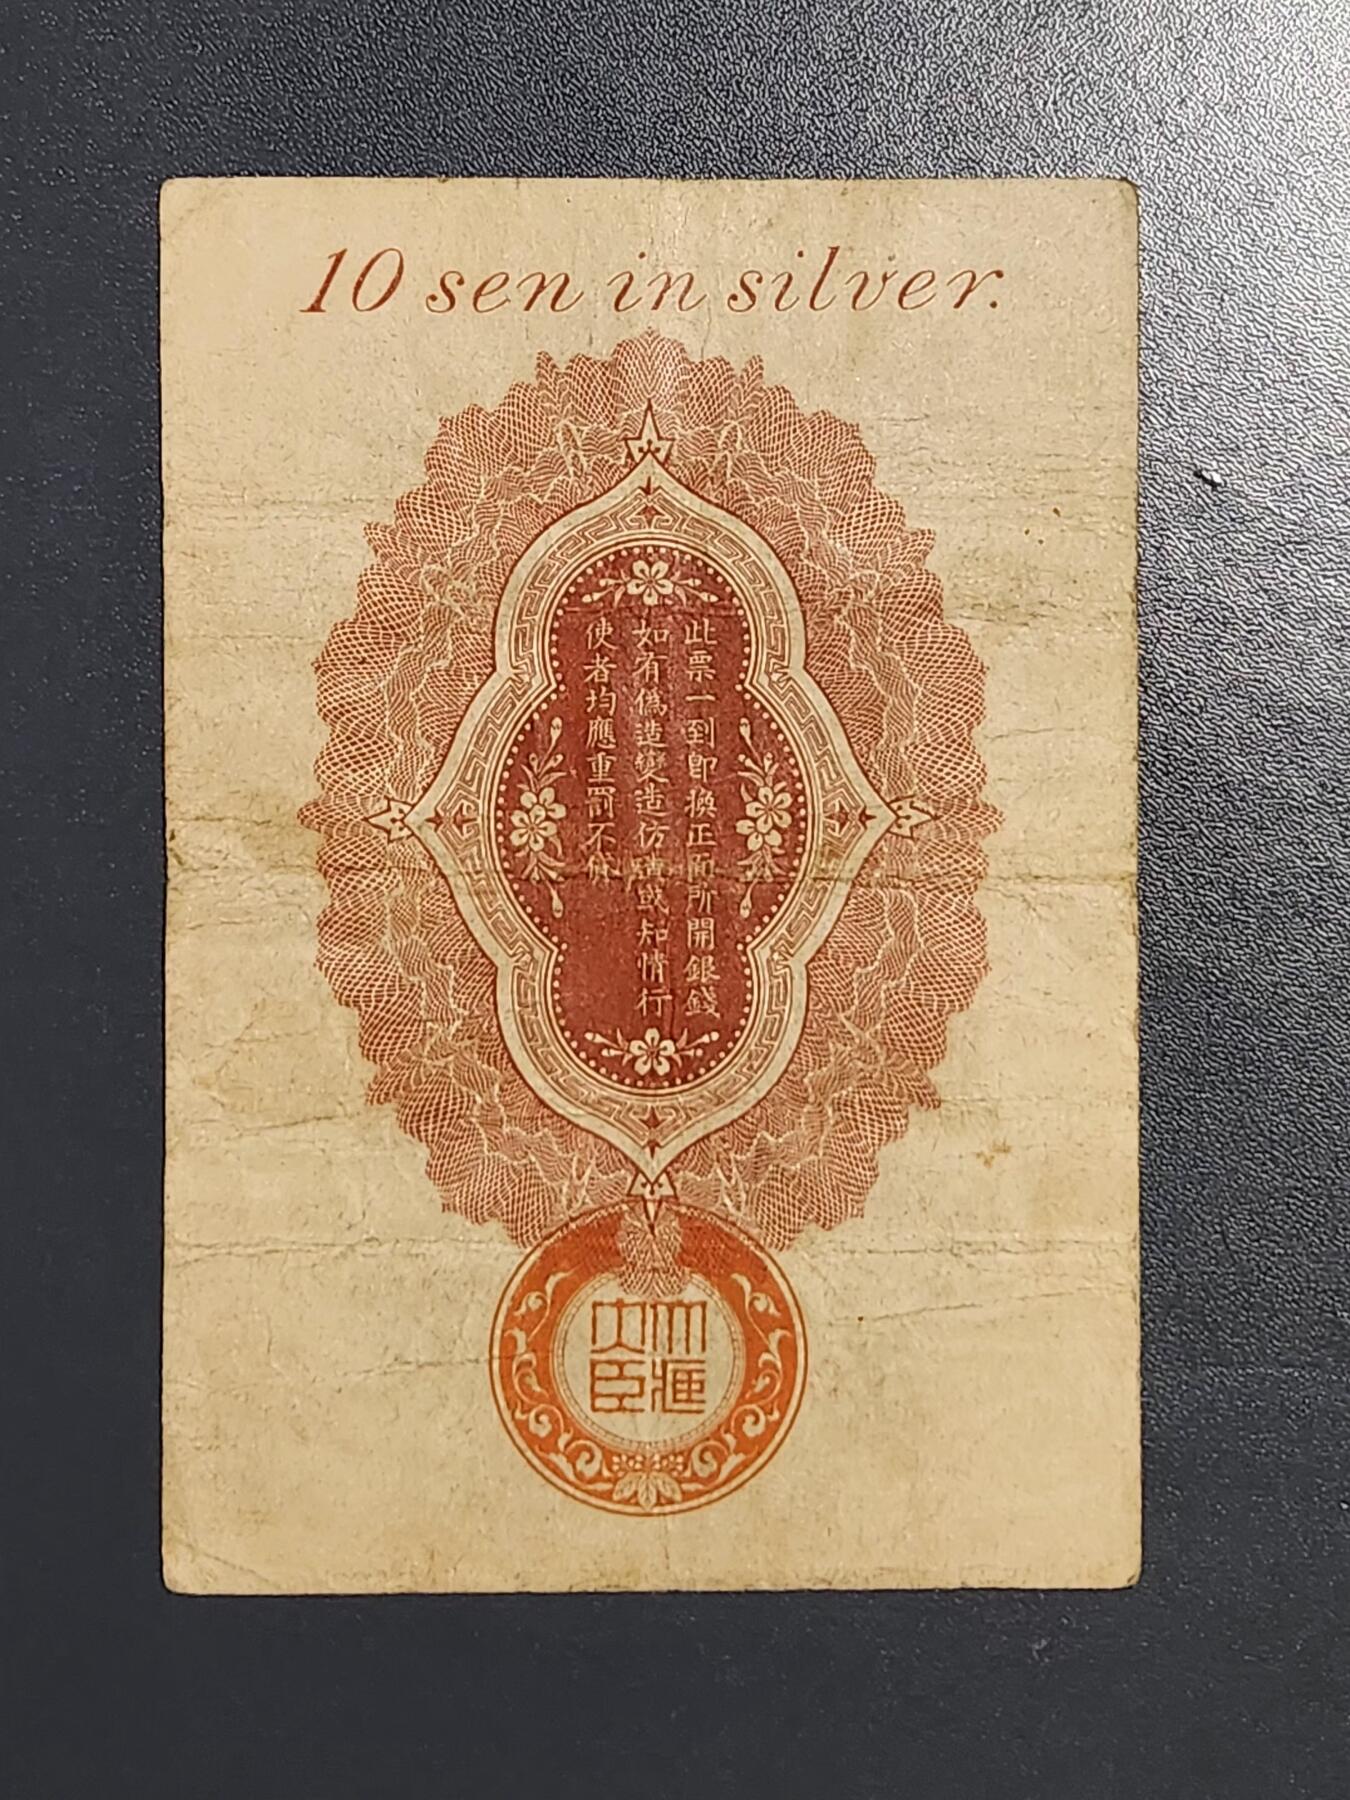 10 sen in silver.
此票一到即換正面所開銀錢
如有偽造變造仿造或知情行
使者均應重罰不貸
大藏
大臣